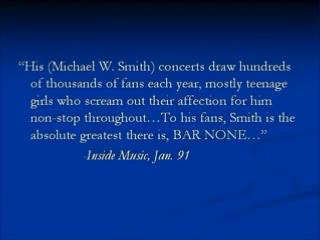 “His (Michael W. Smith) concerts draw hundreds
of thousands of fans each year, mostly teenage
girls who scream out their affection for him
non-stop throughout…To his fans, Smith is the
absolute greatest there is, BAR NONE…”
-Inside Music, Jan. 91